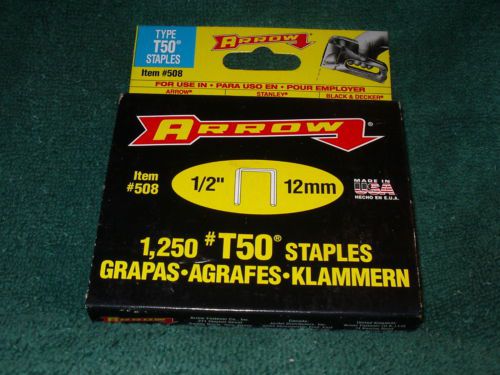 TYPE
T50®
STAPLES
Item #508
ARROW
FOR USE IN • PARA USO EN • POUR EMPLOYER
ARROW® STANLEY® BLACK & DECKER®
ARROW
Item
#508
1/2" 12mm
MADE IN
USA
HECHO EN E.U.A.
1,250 #T50® STAPLES
GRAPAS•AGRAFES•KLAMMERN